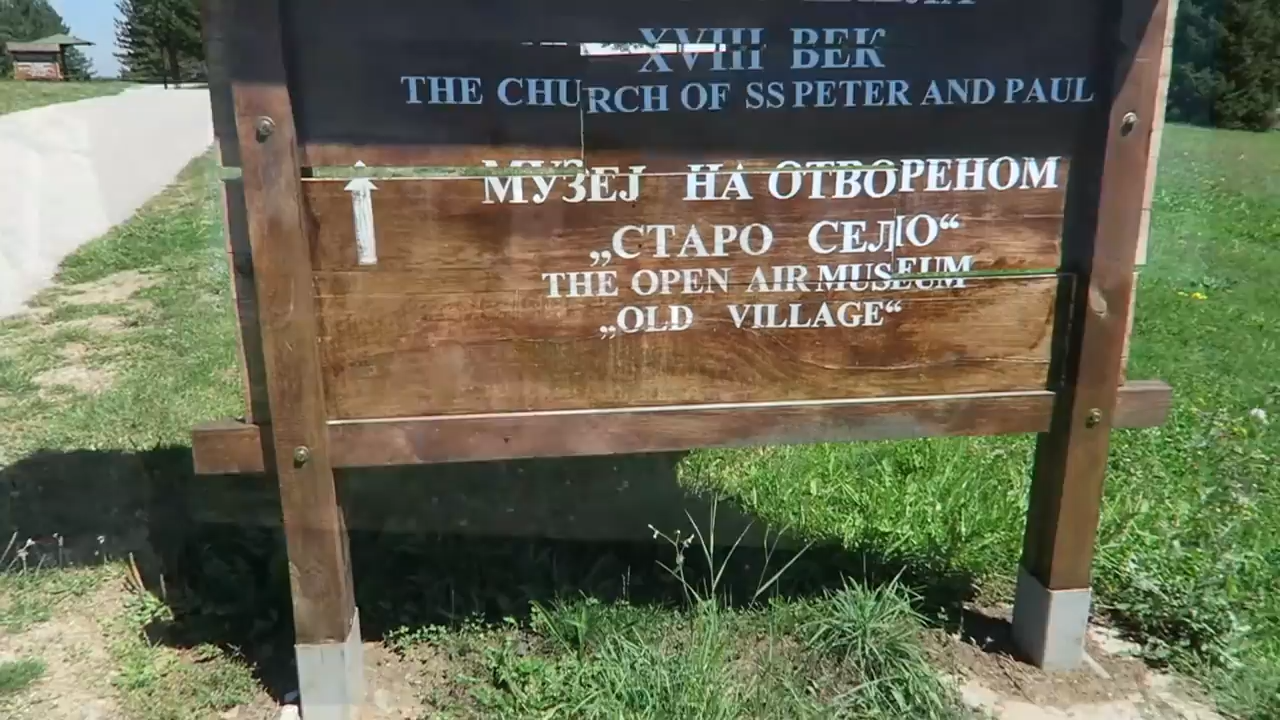 XVIII ВЕК
THE CHURCH OF SS PETER AND PAUL
МУЗЕЈ НА ОТВОРЕНОМ
„СТАРО СЕЛО“
THE OPEN AIR MUSEUM
„OLD VILLAGE“